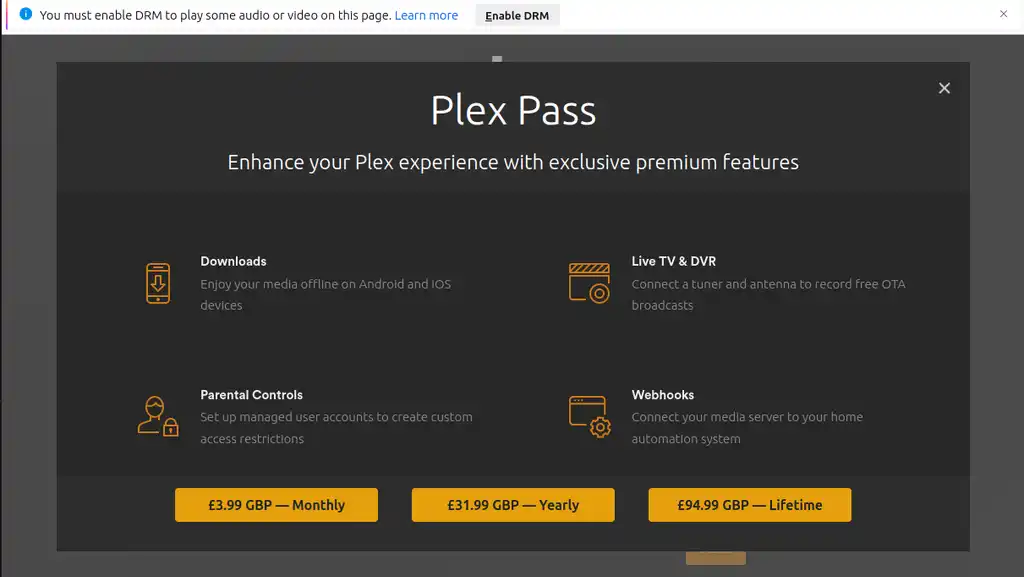 You must enable DRM to play some audio or video on this page. Learn more Enable DRM
Plex Pass
Enhance your Plex experience with exclusive premium features
Downloads
Enjoy your media offline on Android and IOS
devices
Live TV & DVR
Connect a tuner and antenna to record free OTA
broadcasts
Parental Controls
Set up managed user accounts to create custom
access restrictions
Webhooks
Connect your media server to your home
automation system
£3.99 GBP — Monthly
£31.99 GBP — Yearly
£94.99 GBP — Lifetime